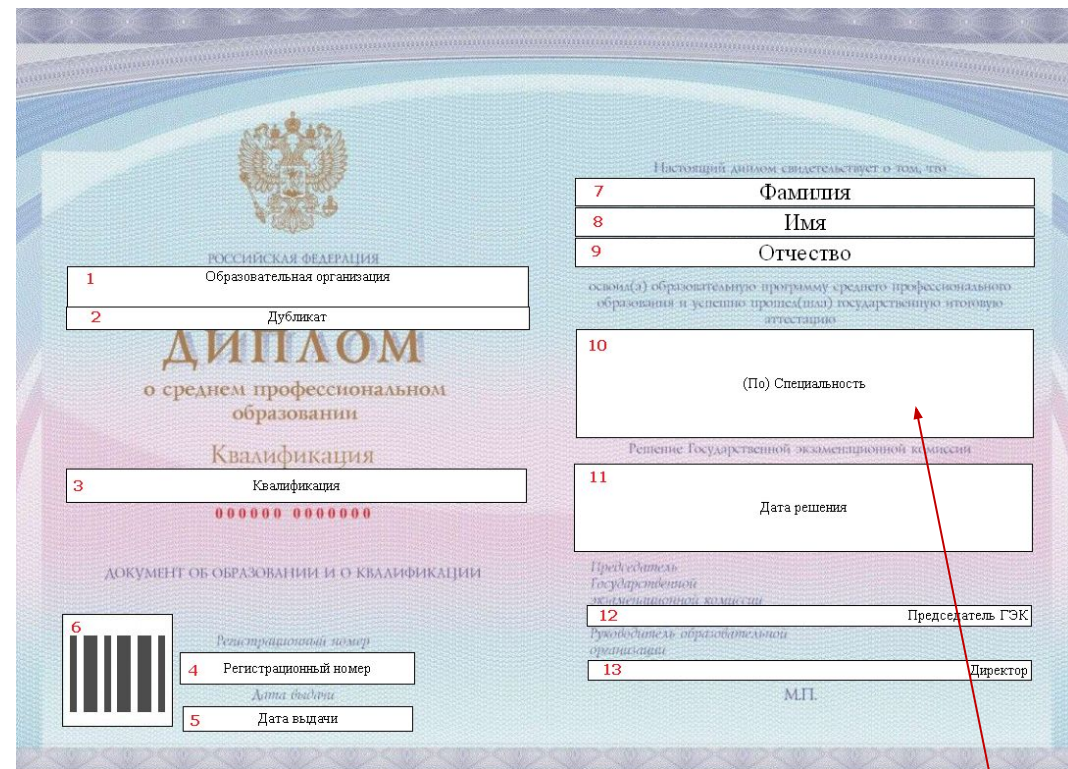 РОССИЙСКАЯ ФЕДЕРАЦИЯ
1 Образовательная организация
2 Дубликат
ДИПЛОМ
о среднем профессиональном
образовании
Квалификация
3 Квалификация
000000 0000000
ДОКУМЕНТ ОБ ОБРАЗОВАНИИ И О КВАЛИФИКАЦИИ
6
Регистрационный номер
4 Регистрационный номер
Дата выдачи
5 Дата выдачи
Настоящий диплом свидетельствует о том, что
7 Фамилия
8 Имя
9 Отчество
освоил(а) образовательную программу среднего профессионального
образования и успешно прошел(шла) государственную итоговую
аттестацию
10
(По) Специальность
Решение Государственной экзаменационной комиссии
11
Дата решения
Председатель
Государственной
экзаменационной комиссии
12 Председатель ГЭК
Руководитель образовательной
организации
13 Директор
М.П.